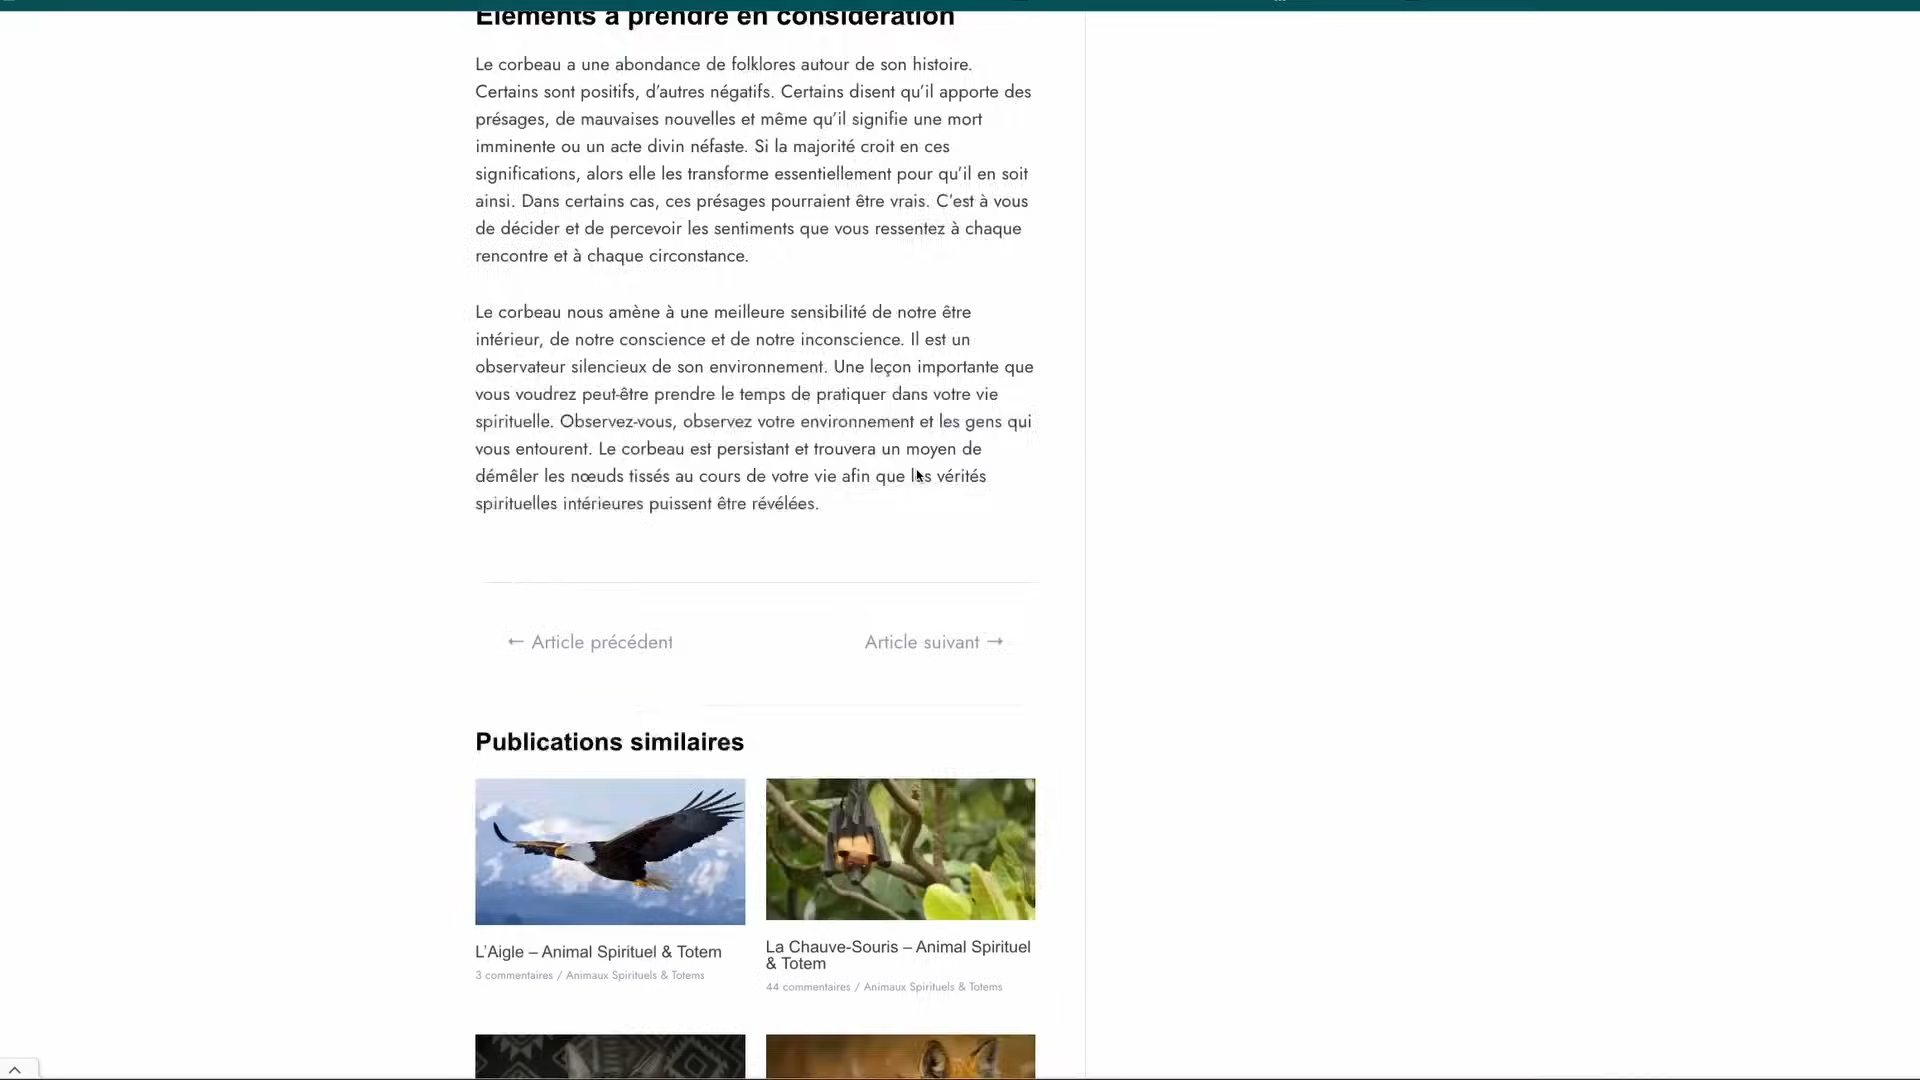 Éléments à prendre en considération
Le corbeau a une abondance de folklores autour de son histoire.
Certains sont positifs, d’autres négatifs. Certains disent qu’il apporte des
présages, de mauvaises nouvelles et même qu’il signifie une mort
imminente ou un acte divin néfaste. Si la majorité croit en ces
significations, alors elle les transforme essentiellement pour qu’il en soit
ainsi. Dans certains cas, ces présages pourraient être vrais. C’est à vous
de décider et de percevoir les sentiments que vous ressentez à chaque
rencontre et à chaque circonstance.
Le corbeau nous amène à une meilleure sensibilité de notre être
intérieur, de notre conscience et de notre inconscience. Il est un
observateur silencieux de son environnement. Une leçon importante que
vous voudrez peut-être prendre le temps de pratiquer dans votre vie
spirituelle. Observez-vous, observez votre environnement et les gens qui
vous entourent. Le corbeau est persistant et trouvera un moyen de
démêler les nœuds tissés au cours de votre vie afin que les vérités
spirituelles intérieures puissent être révélées.
← Article précédent
Article suivant →
Publications similaires
L’Aigle – Animal Spirituel & Totem
3 commentaires / Animaux Spirituels & Totems
La Chauve-Souris – Animal Spirituel
& Totem
44 commentaires / Animaux Spirituels & Totems